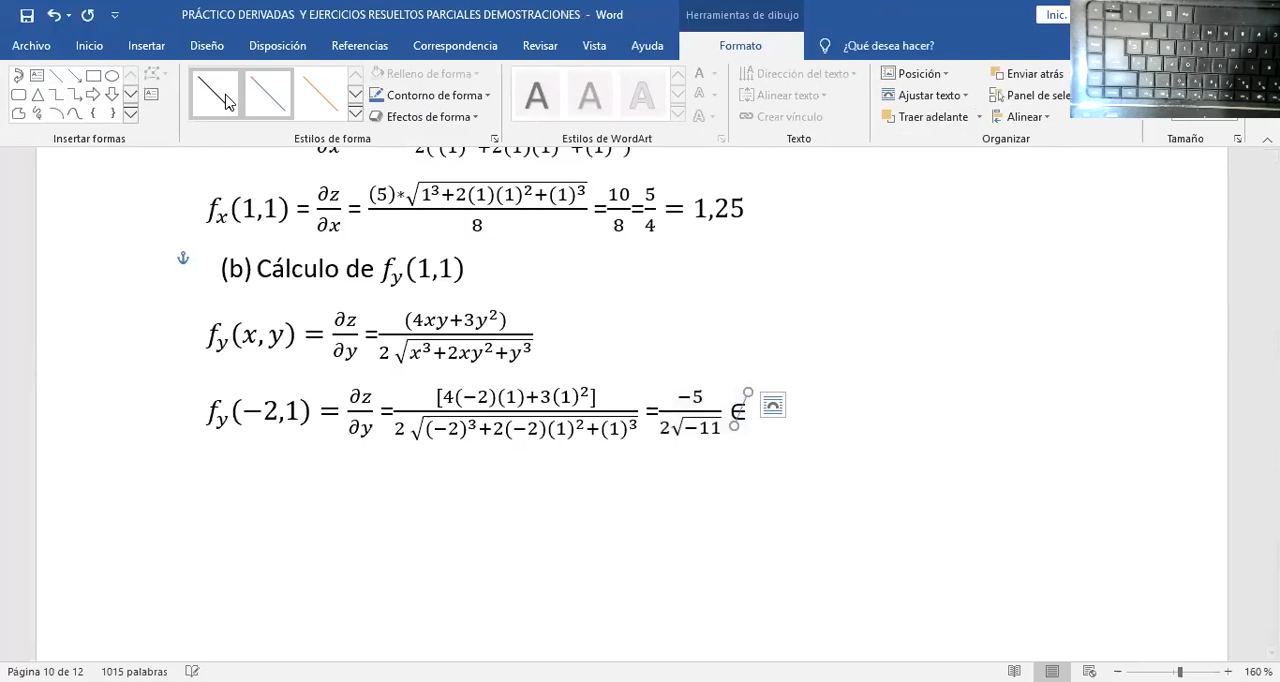 PRÁCTICO DERIVADAS Y EJERCICIOS RESUELTOS PARCIALES DEMOSTRACIONES - Word
Herramientas de dibujo
Inic.
Archivo Inicio Insertar Diseño Disposición Referencias Correspondencia Revisar Vista Ayuda Formato ¿Qué desea hacer?
Relleno de forma
Contorno de forma
Efectos de forma
Dirección del texto
Alinear texto
Crear vínculo
Posición
Ajustar texto
Traer adelante
Enviar atrás
Panel de sele
Alinear
Insertar formas Estilos de forma Estilos de WordArt Texto Organizar Tamaño
f_x(1,1) = ∂z/∂x = (5)*√(1³+2(1)(1)²+(1)³)/8 =10/8=5/4 = 1,25
(b) Cálculo de f_y(1,1)
f_y(x, y) = ∂z/∂y =(4xy+3y²)/(2 √(x³+2xy²+y³))
f_y(−2,1) = ∂z/∂y =[4(−2)(1)+3(1)²]/(2 √((−2)³+2(−2)(1)²+(1)³)) =−5/(2√−11) ∉
Página 10 de 12 1015 palabras 160 %